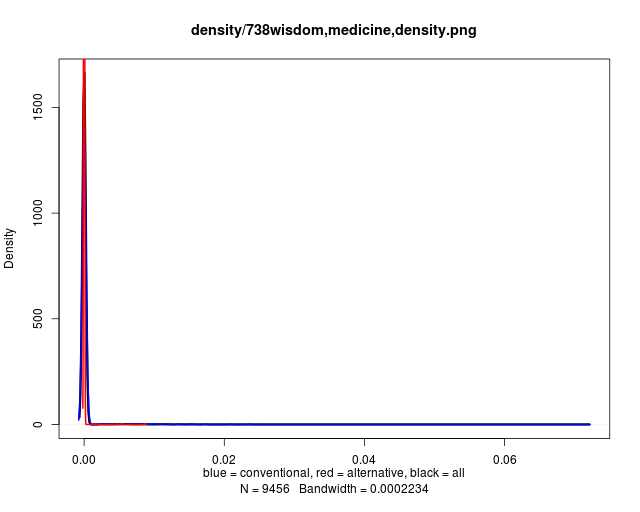 density/738wisdom,medicine,density.png
Density
1500
1000
500
0
0.00 0.02 0.04 0.06
blue = conventional, red = alternative, black = all
N = 9456 Bandwidth = 0.0002234